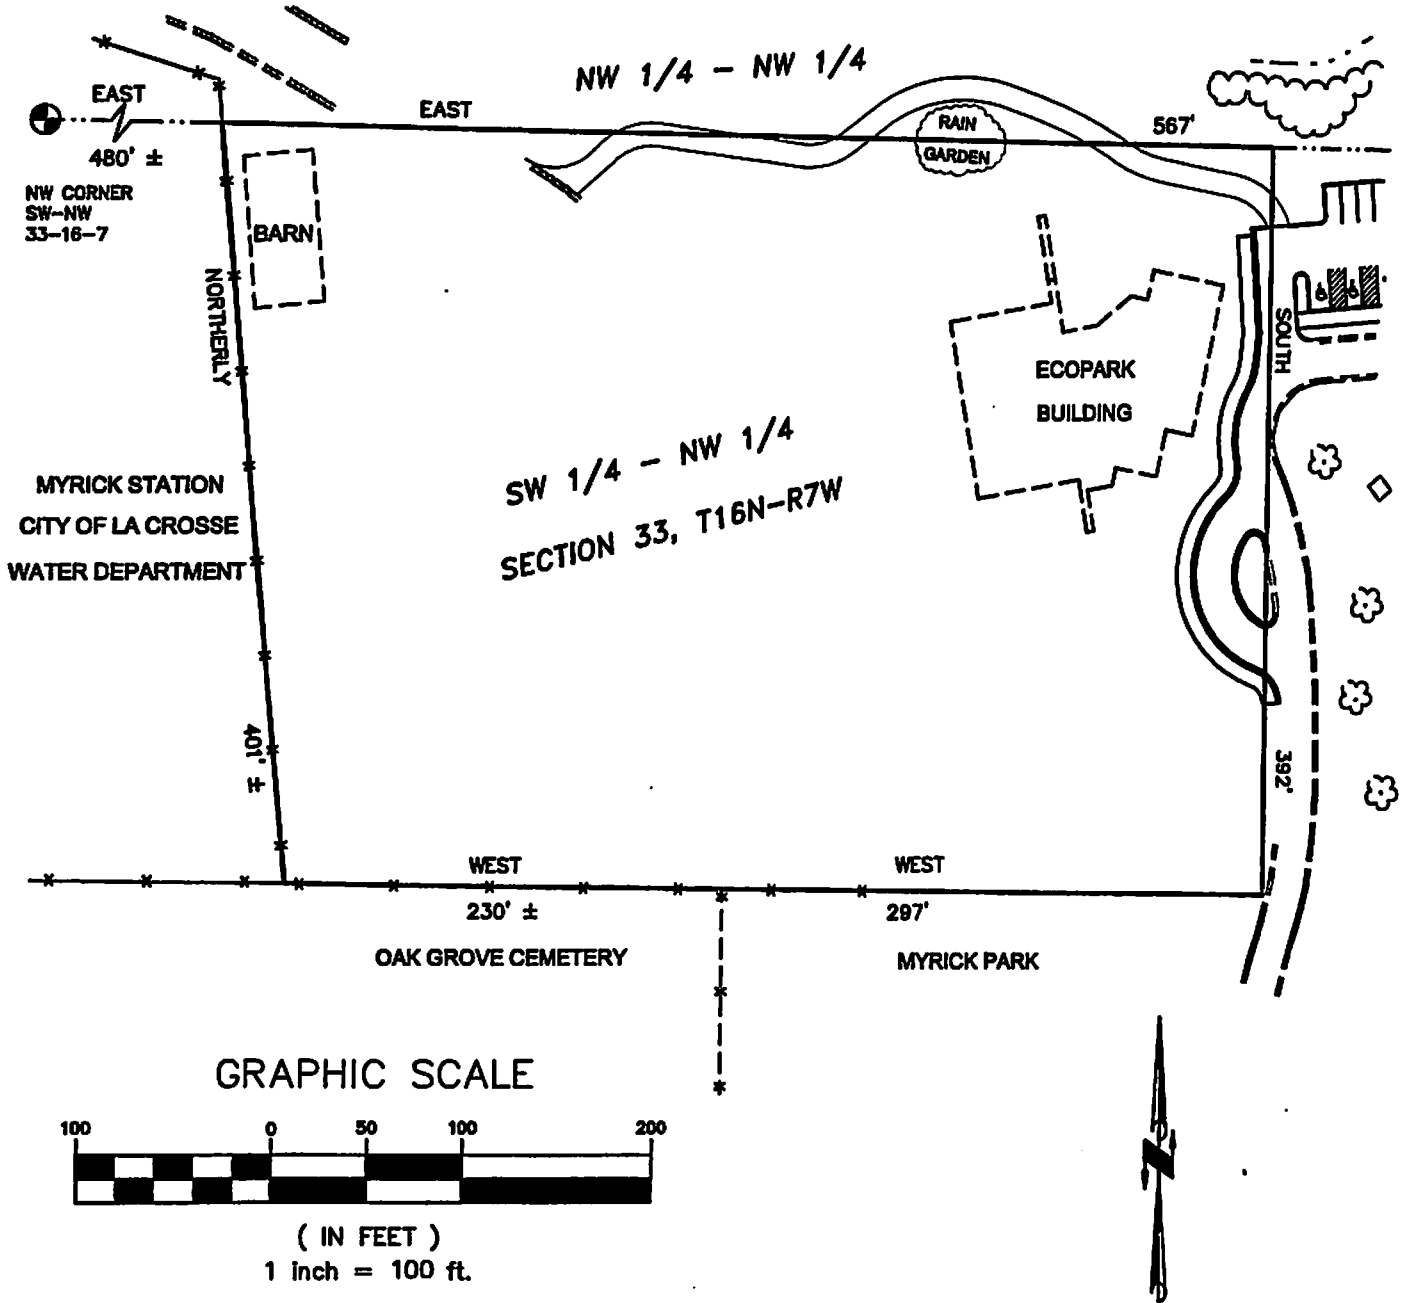 NW 1/4 - NW 1/4
EAST
EAST
567'
RAIN
GARDEN
480' ±
NW CORNER
SW-NW
33-16-7
BARN
NORTHERLY
SOUTH
ECOPARK
BUILDING
SW 1/4 - NW 1/4
SECTION 33, T16N-R7W
MYRICK STATION
CITY OF LA CROSSE
WATER DEPARTMENT
401' ±
392'
WEST
WEST
230' ±
297'
OAK GROVE CEMETERY
MYRICK PARK
GRAPHIC SCALE
100 0 50 100 200
( IN FEET )
1 inch = 100 ft.
N